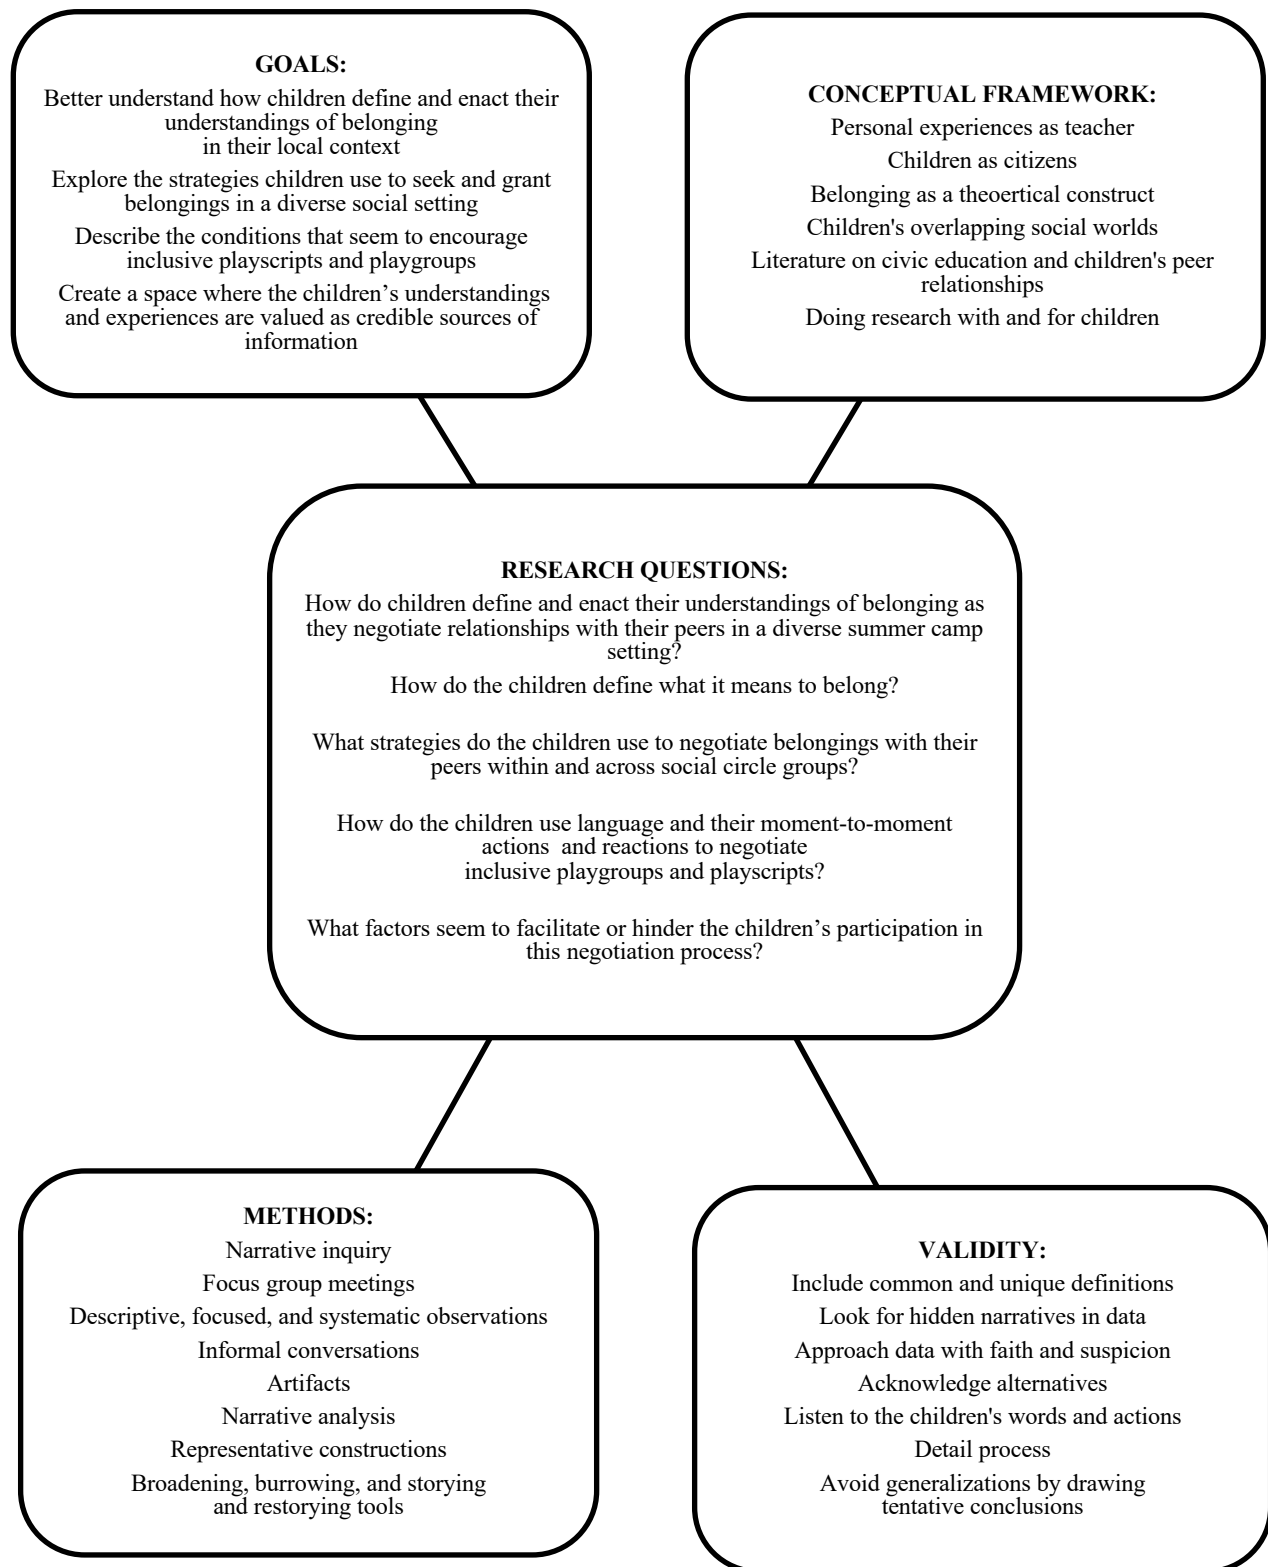 GOALS:
Better understand how children define and enact their
understandings of belonging
in their local context
Explore the strategies children use to seek and grant
belongings in a diverse social setting
Describe the conditions that seem to encourage
inclusive playscripts and playgroups
Create a space where the children’s understandings
and experiences are valued as credible sources of
information
CONCEPTUAL FRAMEWORK:
Personal experiences as teacher
Children as citizens
Belonging as a theoertical construct
Children's overlapping social worlds
Literature on civic education and children's peer
relationships
Doing research with and for children
RESEARCH QUESTIONS:
How do children define and enact their understandings of belonging as
they negotiate relationships with their peers in a diverse summer camp
setting?
How do the children define what it means to belong?
What strategies do the children use to negotiate belongings with their
peers within and across social circle groups?
How do the children use language and their moment-to-moment
actions  and reactions to negotiate
inclusive playgroups and playscripts?
What factors seem to facilitate or hinder the children’s participation in
this negotiation process?
METHODS:
Narrative inquiry
Focus group meetings
Descriptive, focused, and systematic observations
Informal conversations
Artifacts
Narrative analysis
Representative constructions
Broadening, burrowing, and storying
and restorying tools
VALIDITY:
Include common and unique definitions
Look for hidden narratives in data
Approach data with faith and suspicion
Acknowledge alternatives
Listen to the children's words and actions
Detail process
Avoid generalizations by drawing
tentative conclusions